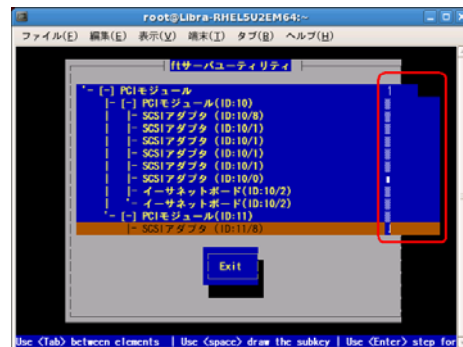 root@Libra-RHEL5U2EM64:~
ファイル(F) 編集(E) 表示(V) 端末(T) タブ(B) ヘルプ(H)
ftサーバユーティリティ
'- [-] PCIモジュール
|- [-] PCIモジュール(ID:10)
| |- SCSIアダプタ (ID:10/8)
| |- SCSIアダプタ (ID:10/1)
| |- SCSIアダプタ (ID:10/1)
| |- SCSIアダプタ (ID:10/1)
| |- SCSIアダプタ (ID:10/1)
| |- SCSIアダプタ (ID:10/0)
| |- イーサネットボード(ID:10/2)
| '- イーサネットボード(ID:10/2)
'- [-] PCIモジュール(ID:11)
|- SCSIアダプタ (ID:11/8)
Exit
Use <Tab> between elements | Use <space> draw the subkey | Use <Enter> step for